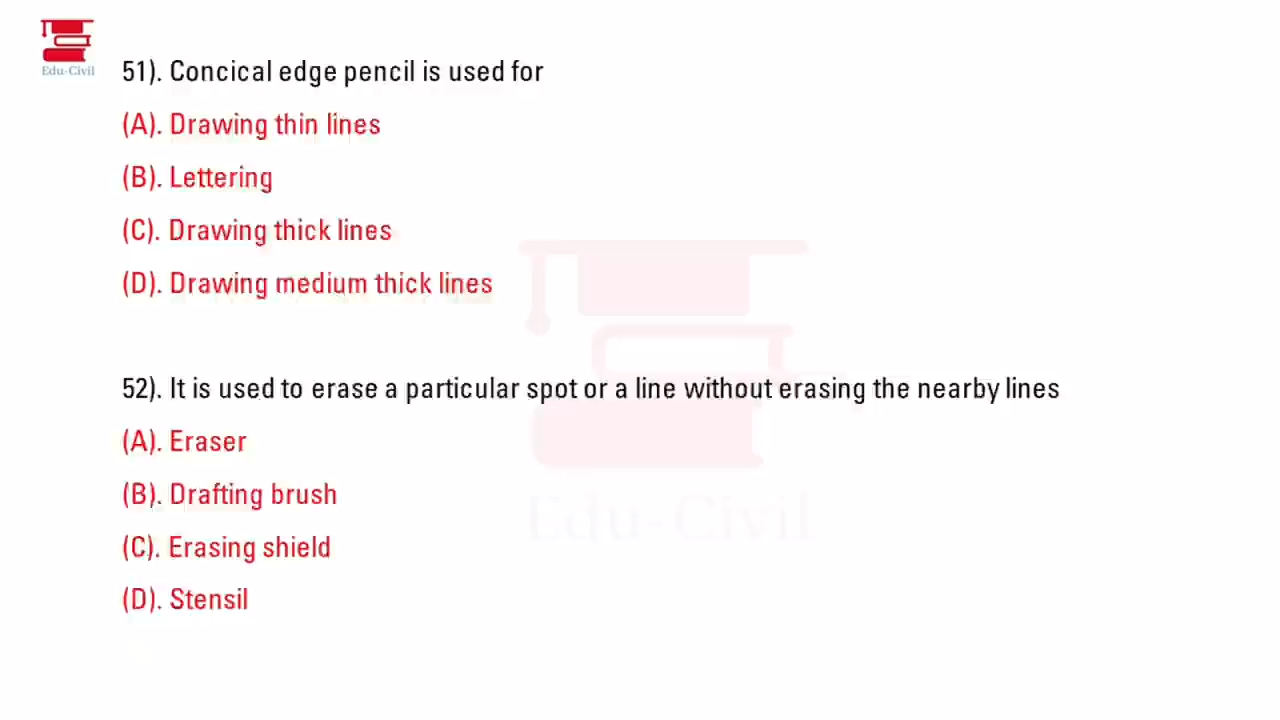 Edu-Civil
51). Concical edge pencil is used for
(A). Drawing thin lines
(B). Lettering
(C). Drawing thick lines
(D). Drawing medium thick lines
52). It is used to erase a particular spot or a line without erasing the nearby lines
(A). Eraser
(B). Drafting brush
(C). Erasing shield
(D). Stensil
Edu-Civil